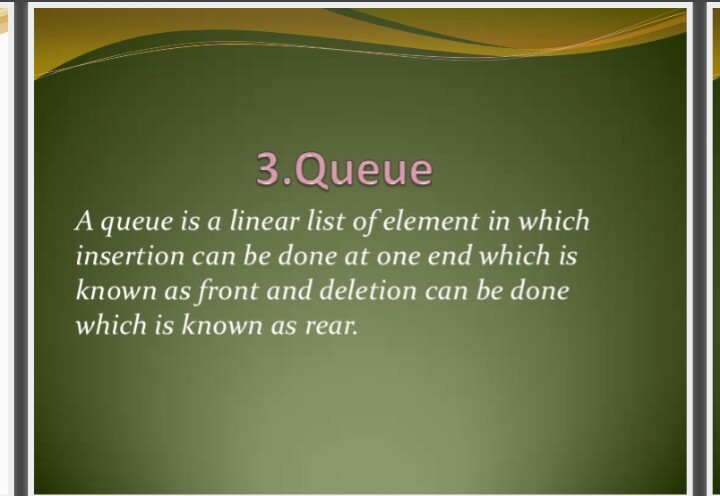 3.Queue
A queue is a linear list of element in which
insertion can be done at one end which is
known as front and deletion can be done
which is known as rear.